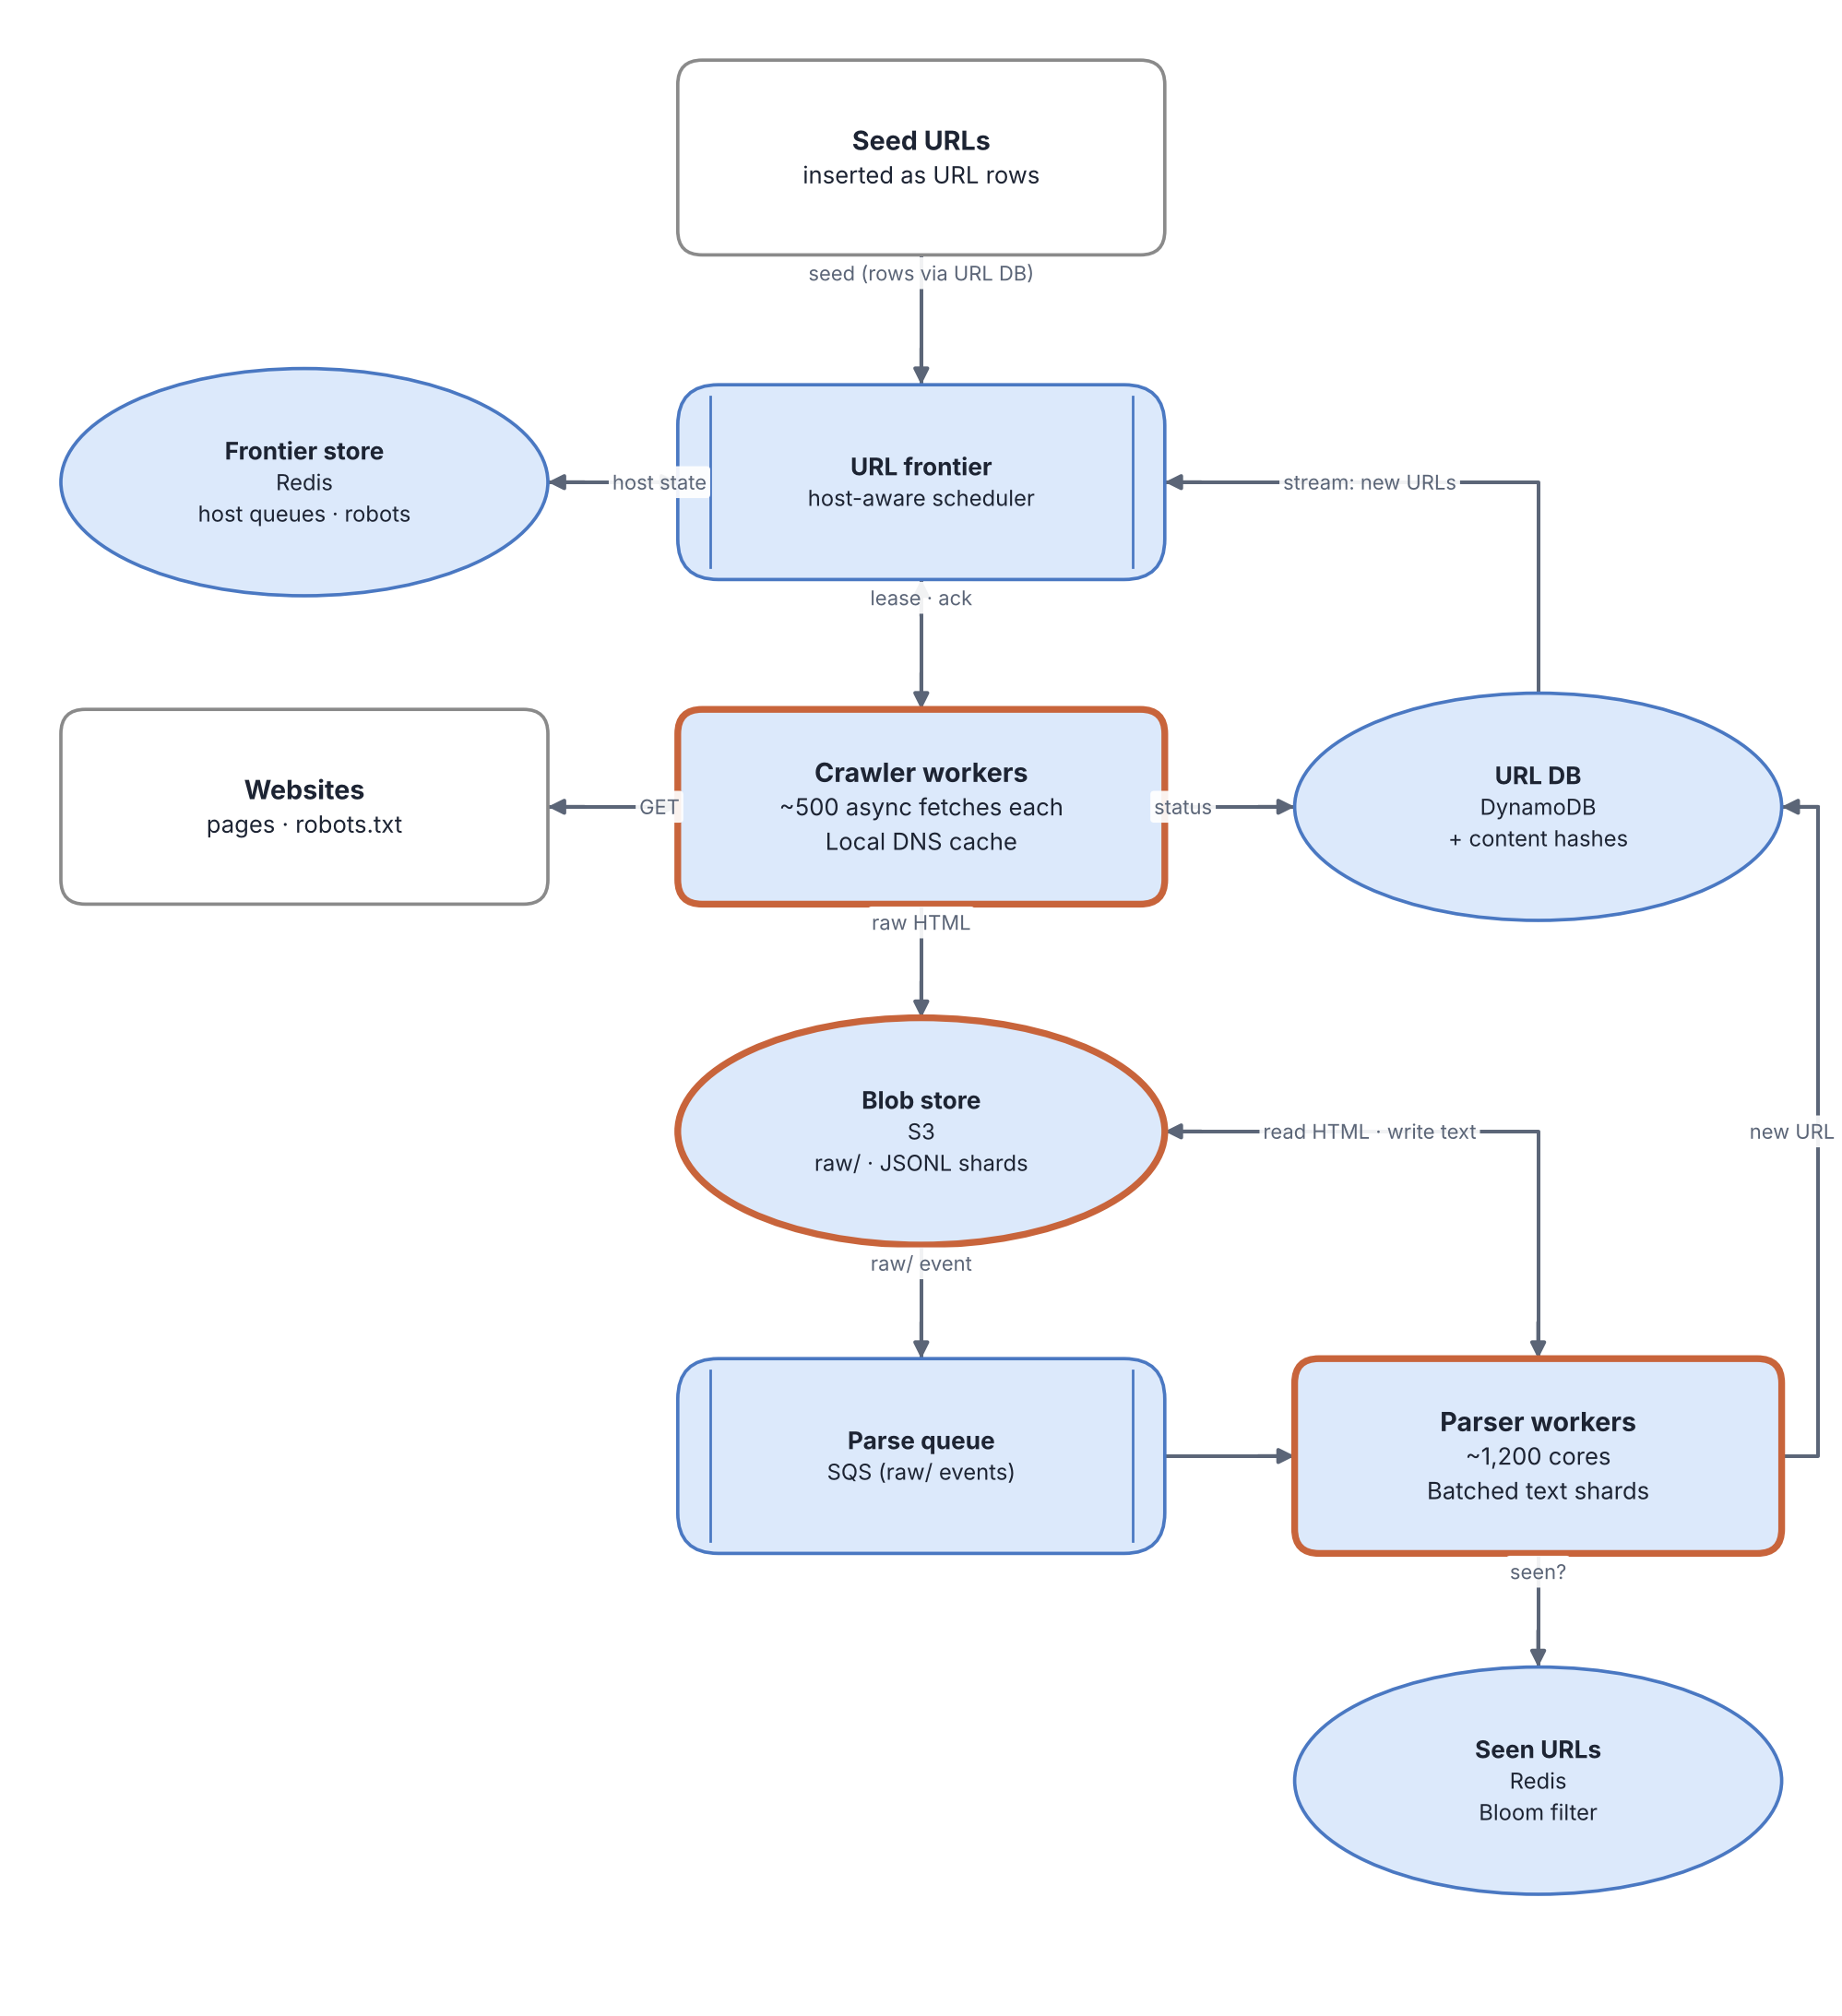 Seed URLs
inserted as URL rows
seed (rows via URL DB)
Frontier store
Redis
host queues · robots
host state
URL frontier
host-aware scheduler
stream: new URLs
lease · ack
Websites
pages · robots.txt
GET
Crawler workers
~500 async fetches each
Local DNS cache
status
URL DB
DynamoDB
+ content hashes
raw HTML
Blob store
S3
raw/ · JSONL shards
read HTML · write text
new URL
raw/ event
Parse queue
SQS (raw/ events)
Parser workers
~1,200 cores
Batched text shards
seen?
Seen URLs
Redis
Bloom filter